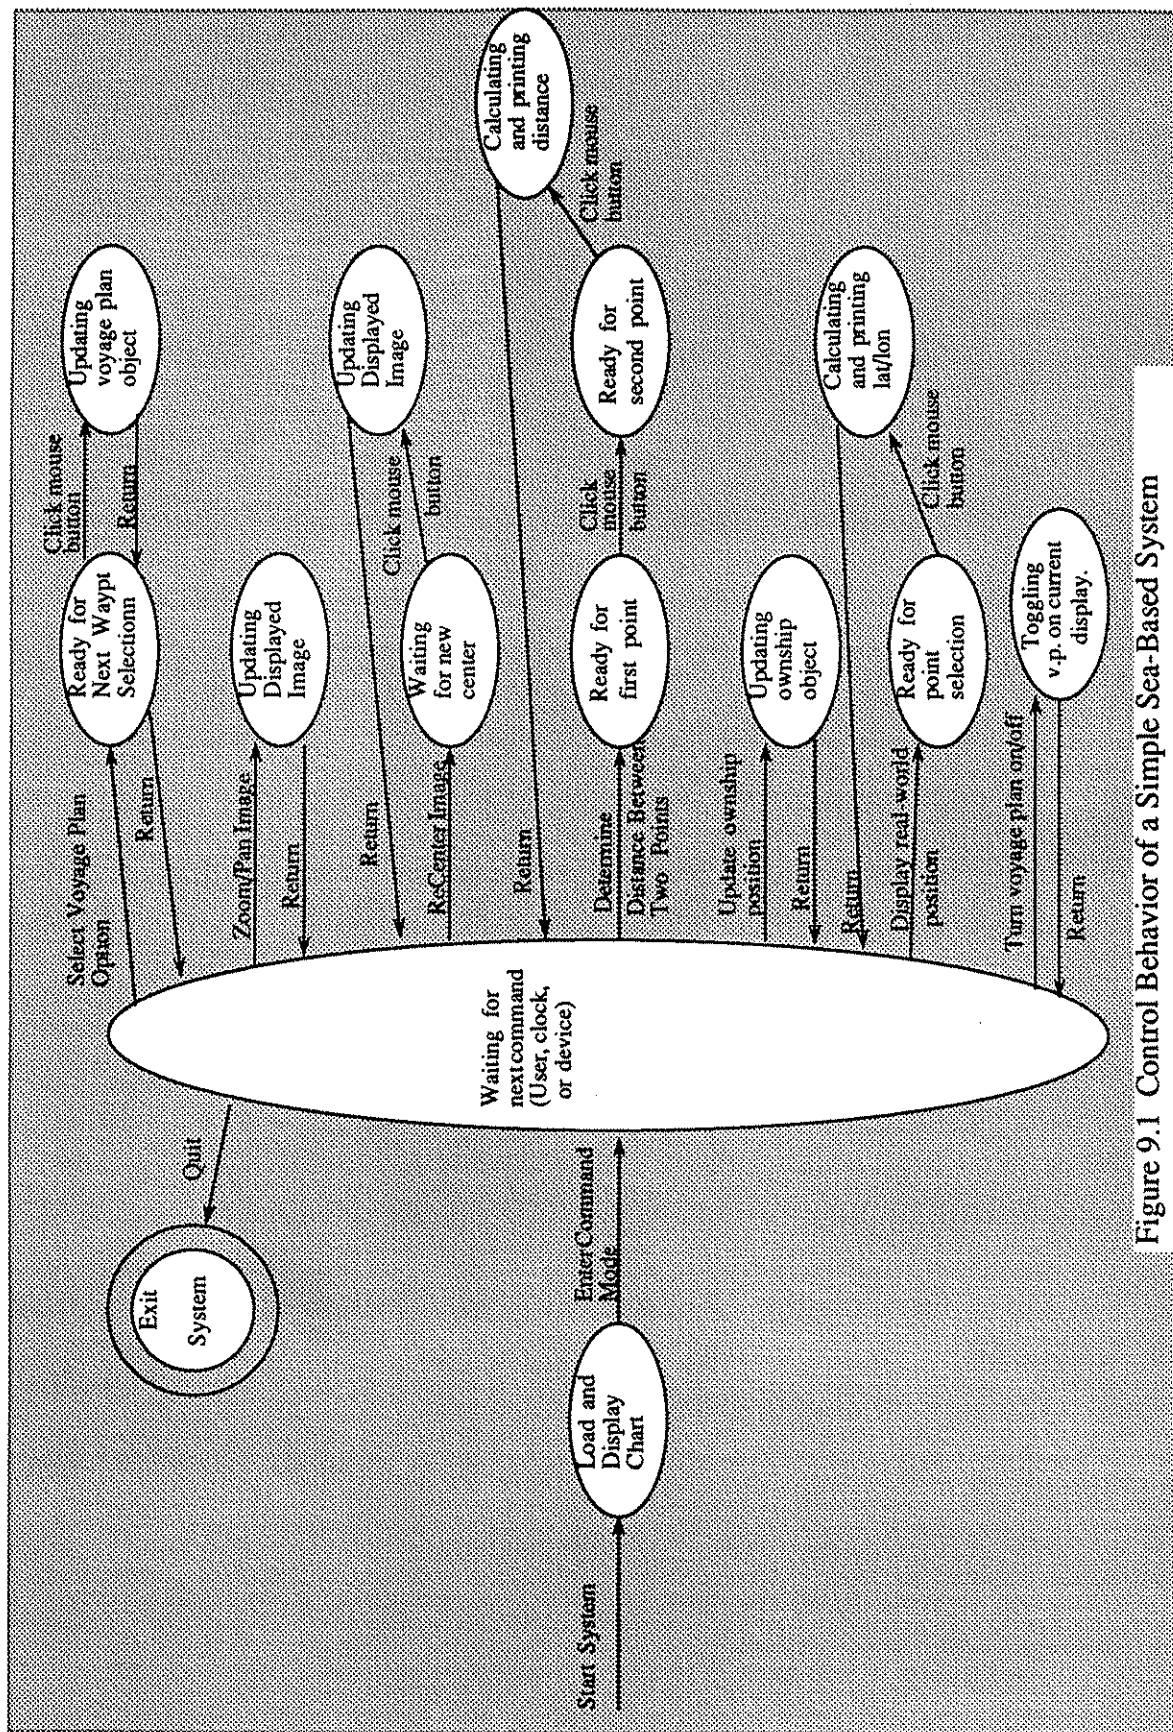 Start System
Load and
Display
Chart
EnterCommand
Mode
Exit
System
Quit
Waiting for
nextcommand
(User, clock,
or device)
Select Voyage Plan
Option
Return
Ready for
Next Waypt
Selectionn
Click mouse
button
Return
Updating
voyage plan
object
Zoom/Pan Image
Return
Updating
Displayed
Image
Return
ReCenter Image
Waiting
for new
center
Click mouse
button
Updating
Displayed
Image
Return
Determine
Distance Between
Two Points
Ready for
first point
Click
mouse
button
Ready for
second point
Click mouse
button
Calculating
and printing
distance
Update ownship
position
Return
Updating
ownship
object
Return
Display real-world
position
Ready for
point
selection
Click mouse
button
Calculating
and printing
lat/lon
Turn voyage plan on/off
Return
Toggling
v.p. on current
display.
Figure 9.1 Control Behavior of a Simple Sea-Based System